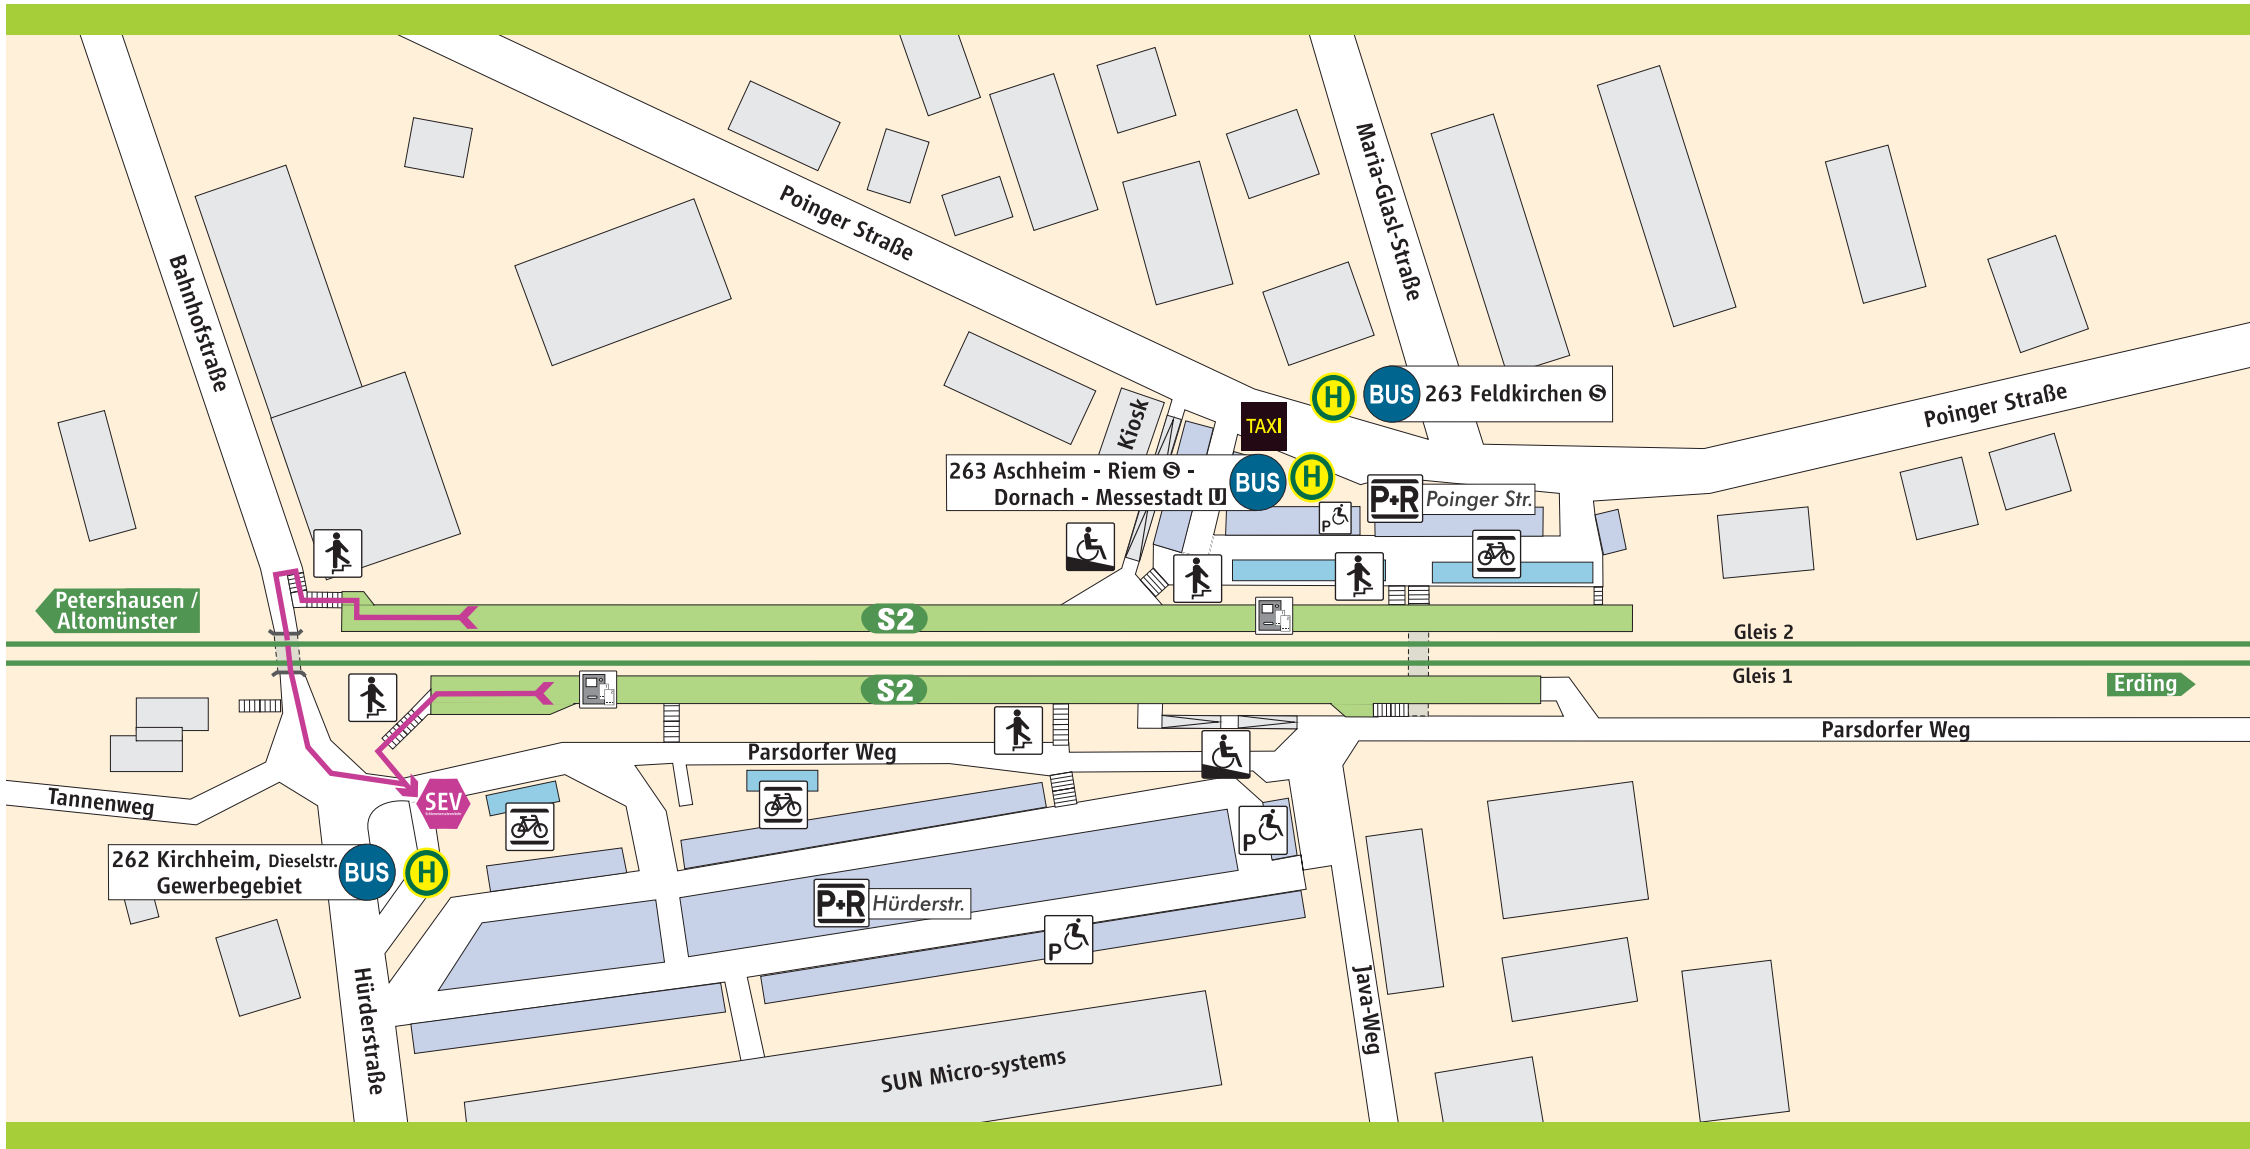 Poinger Straße
Maria-Glasl-Straße
Bahnhofstraße
H
BUS
263 Feldkirchen S
Poinger Straße
Kiosk
TAXI
263 Aschheim - Riem S -
Dornach - Messestadt U
BUS
H
P+R
Poinger Str.
P
Petershausen /
Altomünster
S2
Gleis 2
S2
Gleis 1
Erding
Parsdorfer Weg
Parsdorfer Weg
Tannenweg
SEV
262 Kirchheim, Dieselstr.
Gewerbegebiet
BUS
H
P
P+R
Hürderstr.
P
Hürderstraße
Java-Weg
SUN Micro-systems